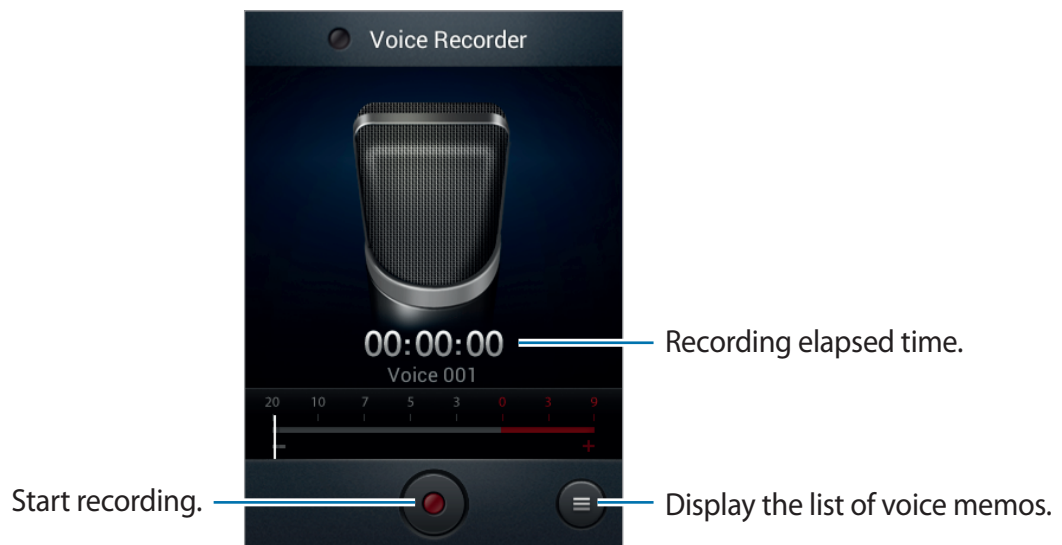 Voice Recorder
00:00:00
Recording elapsed time.
Voice 001
20 10 7 5 3 0 3 9
- +
Start recording.
Display the list of voice memos.